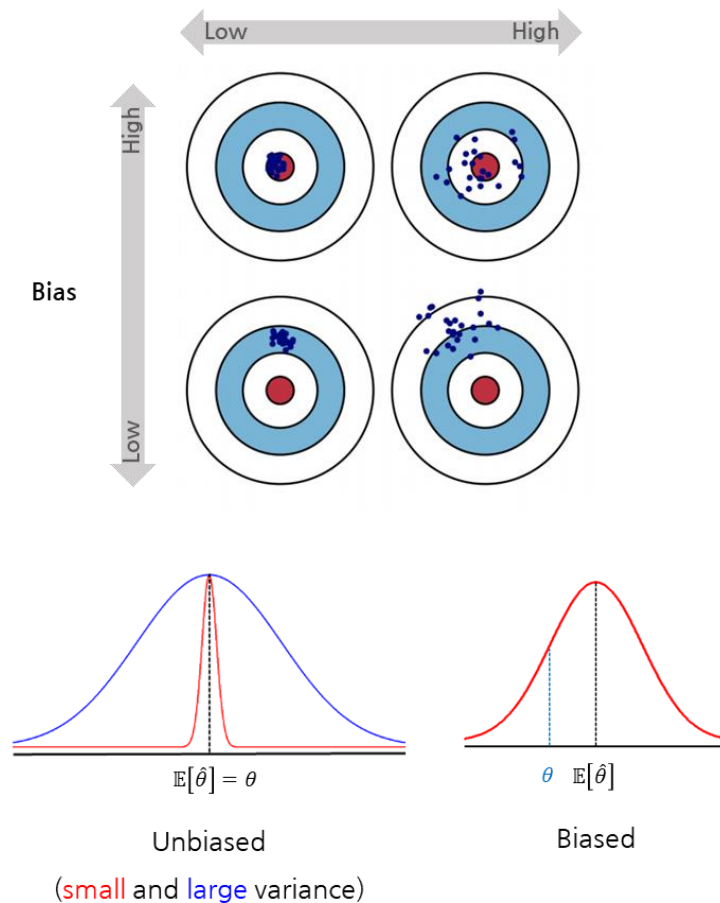 Low High
High
Bias
Low
𝔼[θ̂] = θ
θ 𝔼[θ̂]
Unbiased
Biased
(small and large variance)